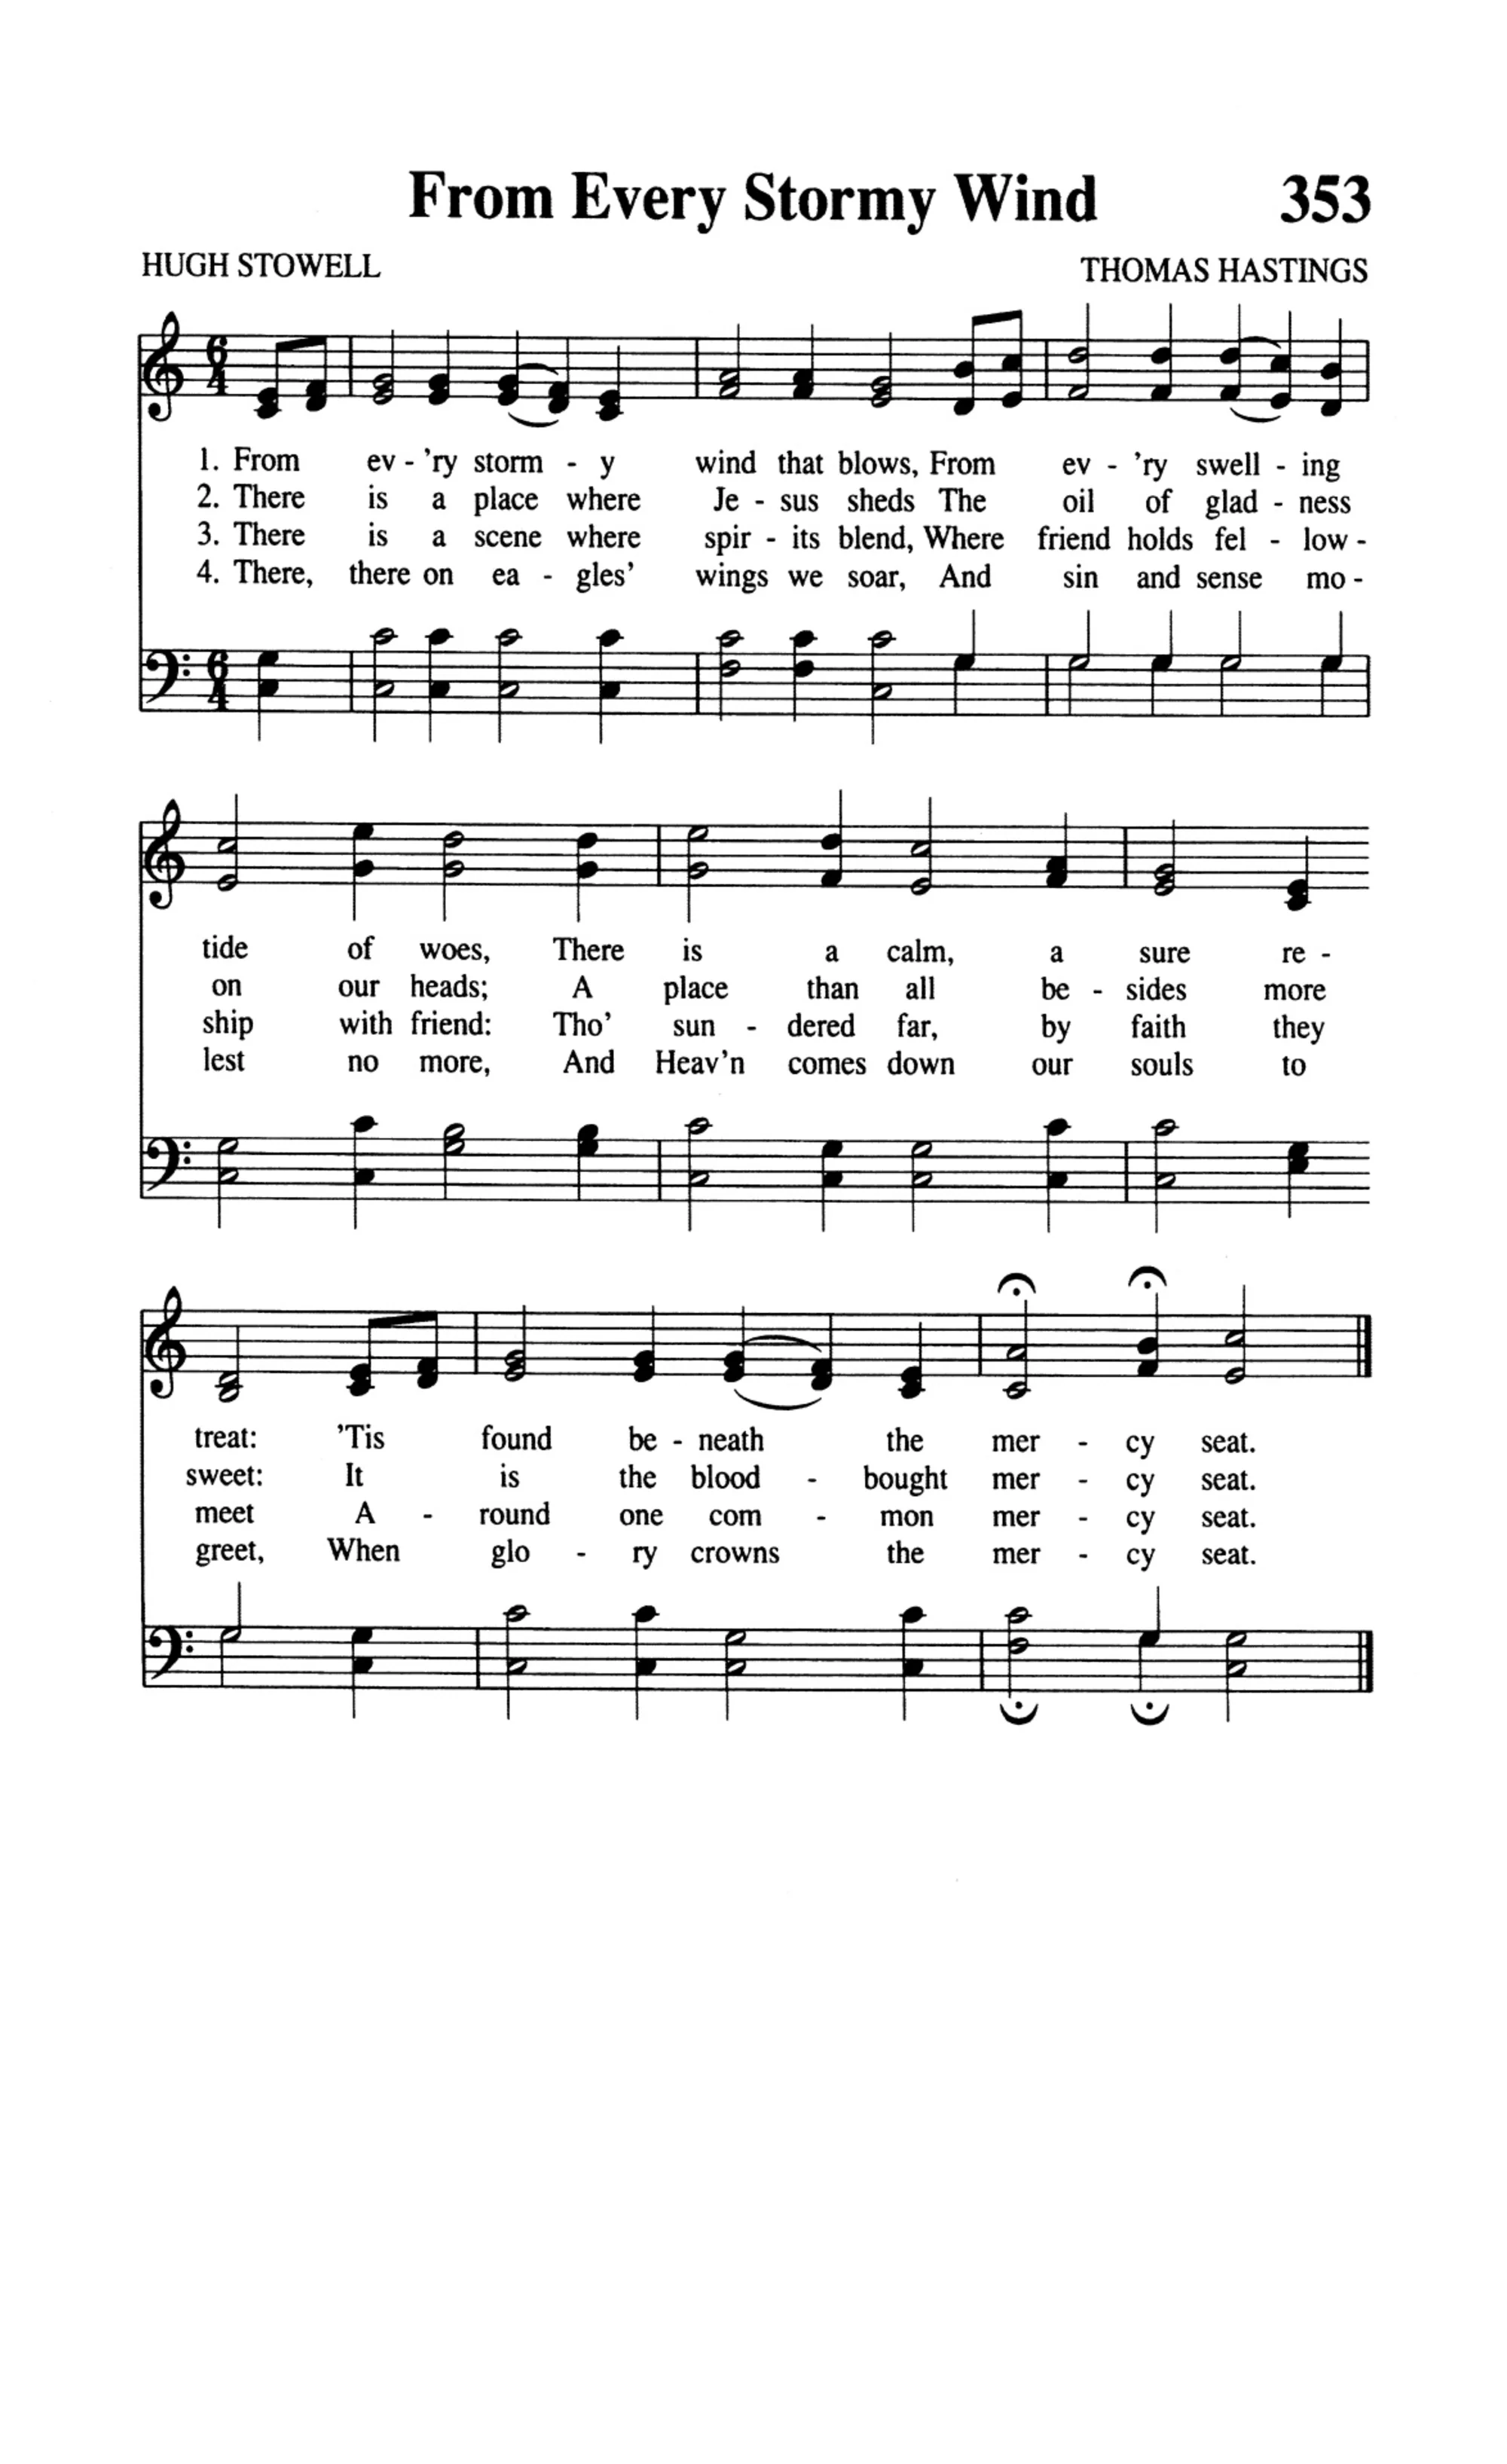 From Every Stormy Wind 353
HUGH STOWELL THOMAS HASTINGS
1. From ev - 'ry storm - y wind that blows, From ev - 'ry swell - ing
2. There is a place where Je - sus sheds The oil of glad - ness
3. There is a scene where spir - its blend, Where friend holds fel - low -
4. There, there on ea - gles' wings we soar, And sin and sense mo -
tide of woes, There is a calm, a sure re -
on our heads; A place than all be - sides more
ship with friend: Tho' sun - dered far, by faith they
lest no more, And Heav'n comes down our souls to
treat: 'Tis found be - neath the mer - cy seat.
sweet: It is the blood - bought mer - cy seat.
meet A - round one com - mon mer - cy seat.
greet, When glo - ry crowns the mer - cy seat.